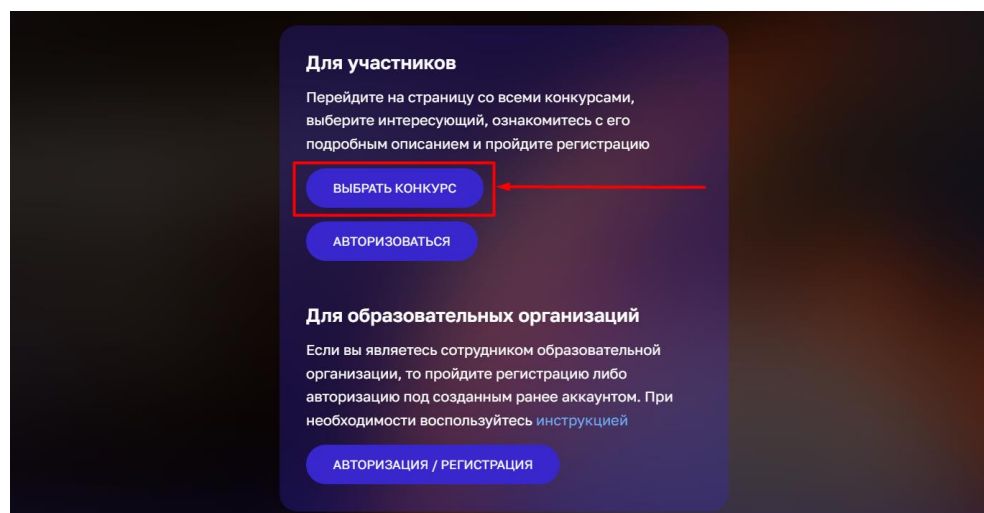 Для участников
Перейдите на страницу со всеми конкурсами,
выберите интересующий, ознакомитесь с его
подробным описанием и пройдите регистрацию
ВЫБРАТЬ КОНКУРС
АВТОРИЗОВАТЬСЯ
Для образовательных организаций
Если вы являетесь сотрудником образовательной
организации, то пройдите регистрацию либо
авторизацию под созданным ранее аккаунтом. При
необходимости воспользуйтесь инструкцией
АВТОРИЗАЦИЯ / РЕГИСТРАЦИЯ